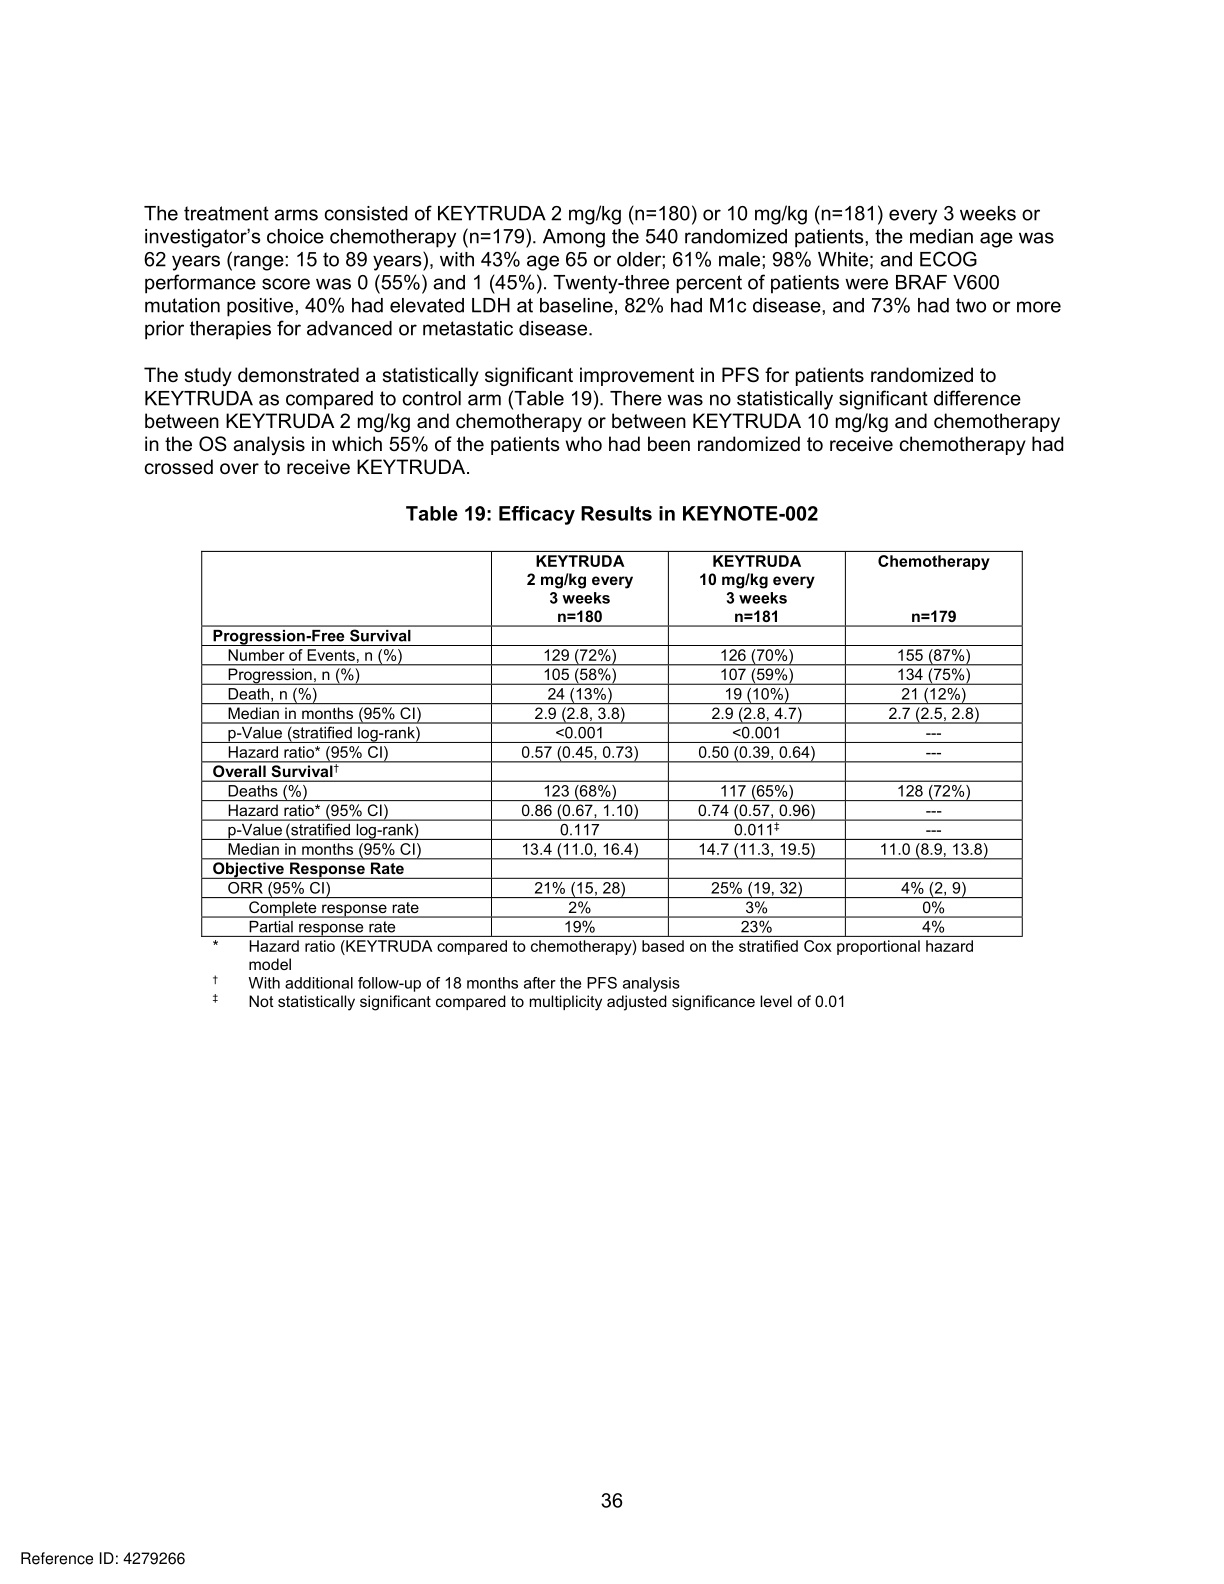 The treatment arms consisted of KEYTRUDA 2 mg/kg (n=180) or 10 mg/kg (n=181) every 3 weeks or
investigator's choice chemotherapy (n=179). Among the 540 randomized patients, the median age was
62 years (range: 15 to 89 years), with 43% age 65 or older; 61% male; 98% White; and ECOG
performance score was 0 (55%) and 1 (45%). Twenty-three percent of patients were BRAF V600
mutation positive, 40% had elevated LDH at baseline, 82% had M1c disease, and 73% had two or more
prior therapies for advanced or metastatic disease.
The study demonstrated a statistically significant improvement in PFS for patients randomized to
KEYTRUDA as compared to control arm (Table 19). There was no statistically significant difference
between KEYTRUDA 2 mg/kg and chemotherapy or between KEYTRUDA 10 mg/kg and chemotherapy
in the OS analysis in which 55% of the patients who had been randomized to receive chemotherapy had
crossed over to receive KEYTRUDA.
Table 19: Efficacy Results in KEYNOTE-002
KEYTRUDA KEYTRUDA Chemotherapy
2 mg/kg every 10 mg/kg every
3 weeks 3 weeks
n=180 n=181 n=179
Progression-Free Survival
Number of Events, n (%) 129 (72%) 126 (70%) 155 (87%)
Progression, n (%) 105 (58%) 107 (59%) 134 (75%)
Death, n (%) 24 (13%) 19 (10%) 21 (12%)
Median in months (95% CI) 2.9 (2.8, 3.8) 2.9 (2.8, 4.7) 2.7 (2.5, 2.8)
p-Value (stratified log-rank) <0.001 <0.001 ---
Hazard ratio* (95% CI) 0.57 (0.45, 0.73) 0.50 (0.39, 0.64) ---
Overall Survival†
Deaths (%) 123 (68%) 117 (65%) 128 (72%)
Hazard ratio* (95% CI) 0.86 (0.67, 1.10) 0.74 (0.57, 0.96) ---
p-Value (stratified log-rank) 0.117 0.011‡ ---
Median in months (95% CI) 13.4 (11.0, 16.4) 14.7 (11.3, 19.5) 11.0 (8.9, 13.8)
Objective Response Rate
ORR (95% CI) 21% (15, 28) 25% (19, 32) 4% (2, 9)
Complete response rate 2% 3% 0%
Partial response rate 19% 23% 4%
* Hazard ratio (KEYTRUDA compared to chemotherapy) based on the stratified Cox proportional hazard
model
† With additional follow-up of 18 months after the PFS analysis
‡ Not statistically significant compared to multiplicity adjusted significance level of 0.01
36
Reference ID: 4279266